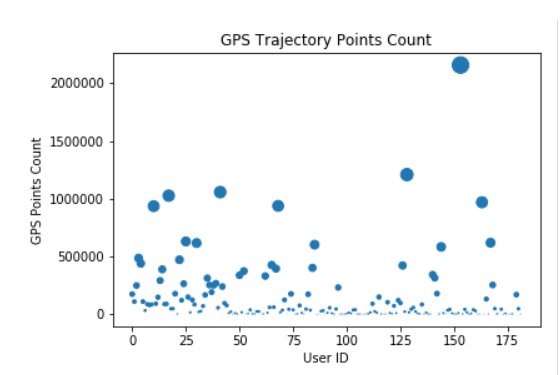 GPS Trajectory Points Count
GPS Points Count
2000000
1500000
1000000
500000
0
0 25 50 75 100 125 150 175
User ID